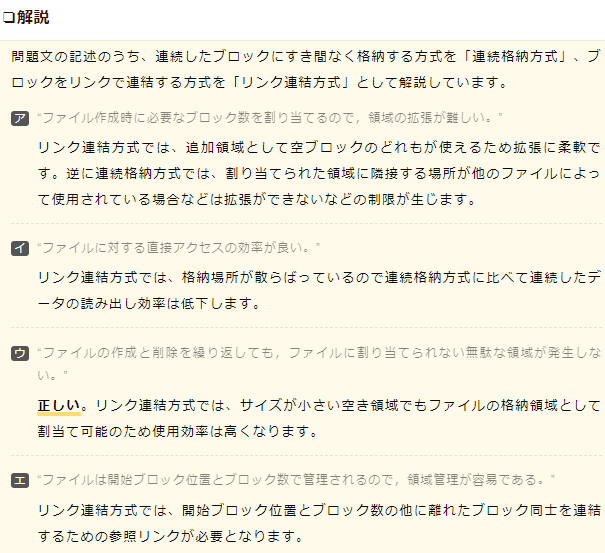 ❏解説
問題文の記述のうち、連続したブロックにすき間なく格納する方式を「連続格納方式」、ブ
ロックをリンクで連結する方式を「リンク連結方式」として解説しています。
ア “ファイル作成時に必要なブロック数を割り当てるので，領域の拡張が難しい。”
リンク連結方式では、追加領域として空ブロックのどれもが使えるため拡張に柔軟で
す。逆に連続格納方式では、割り当てられた領域に隣接する場所が他のファイルによっ
て使用されている場合などは拡張ができないなどの制限が生じます。
イ “ファイルに対する直接アクセスの効率が良い。”
リンク連結方式では、格納場所が散らばっているので連続格納方式に比べて連続したデ
ータの読み出し効率は低下します。
ウ “ファイルの作成と削除を繰り返しても，ファイルに割り当てられない無駄な領域が発生しな
い。”
正しい。リンク連結方式では、サイズが小さい空き領域でもファイルの格納領域として
割当て可能のため使用効率は高くなります。
エ “ファイルは開始ブロック位置とブロック数で管理されるので，領域管理が容易である。”
リンク連結方式では、開始ブロック位置とブロック数の他に離れたブロック同士を連結
するための参照リンクが必要となります。